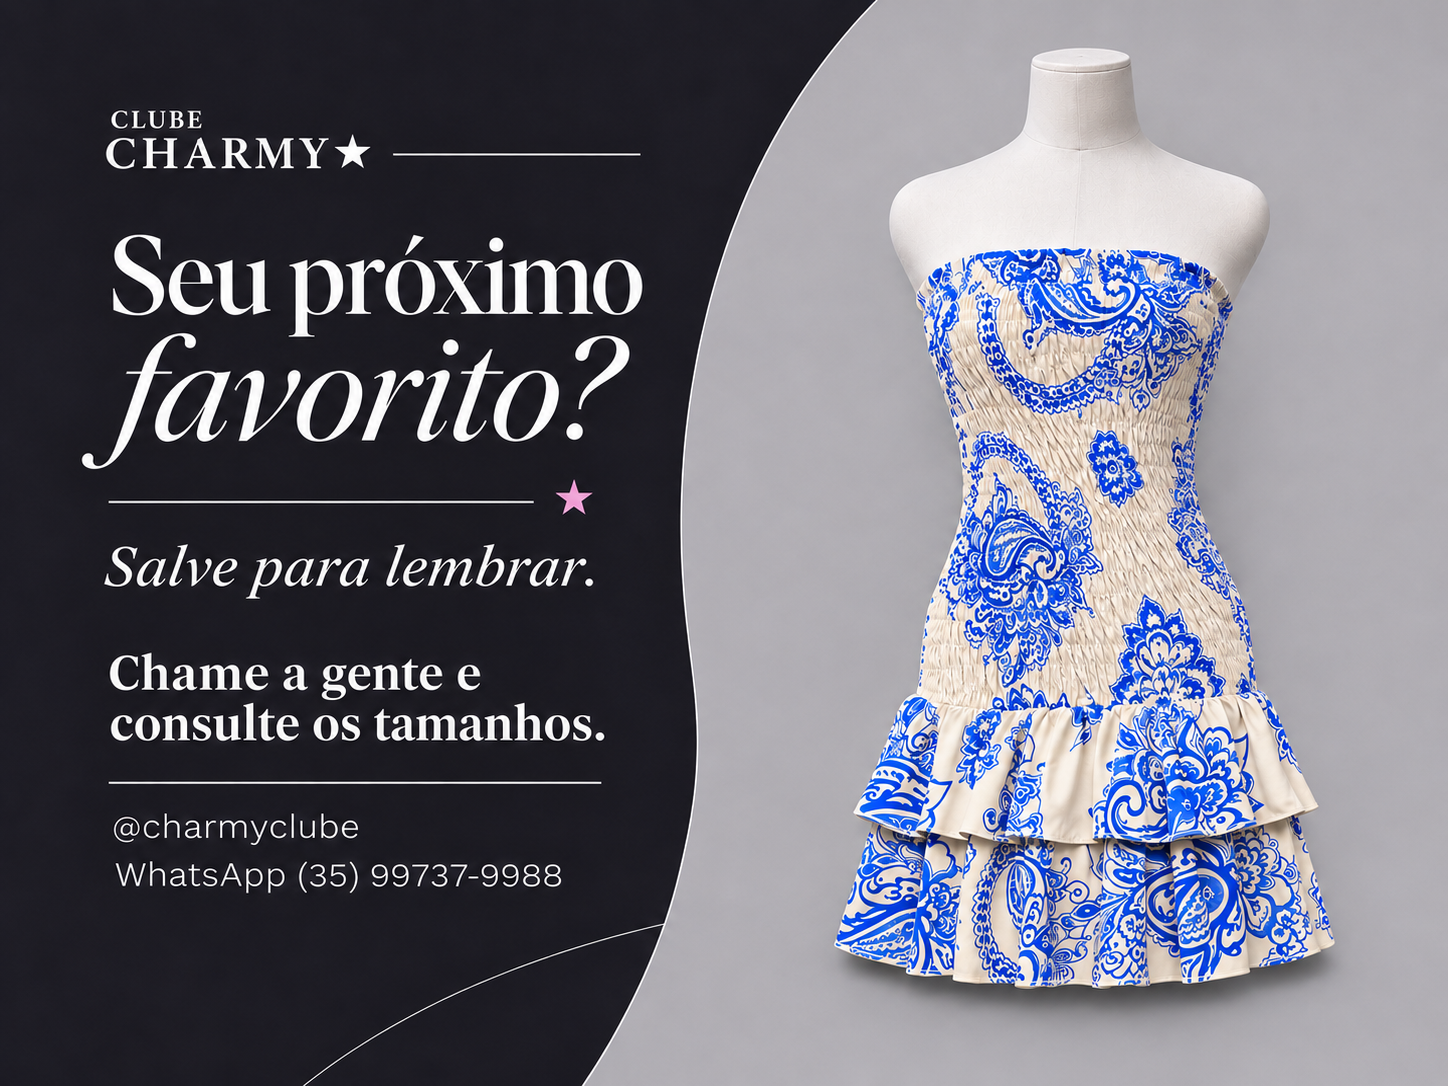 CLUBE
CHARMY★
Seu próximo
favorito?
Salve para lembrar.
Chame a gente e
consulte os tamanhos.
@charmyclube
WhatsApp (35) 99737-9988